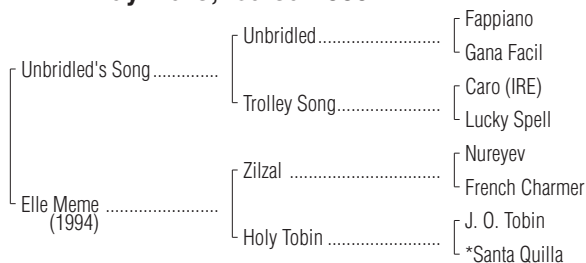 Fappiano
Unbridled........................
Gana Facil
Unbridled's Song .............
Caro (IRE)
Trolley Song....................
Lucky Spell
Nureyev
Zilzal ..............................
French Charmer
Elle Meme ......................
(1994)
J. O. Tobin
Holy Tobin ......................
*Santa Quilla